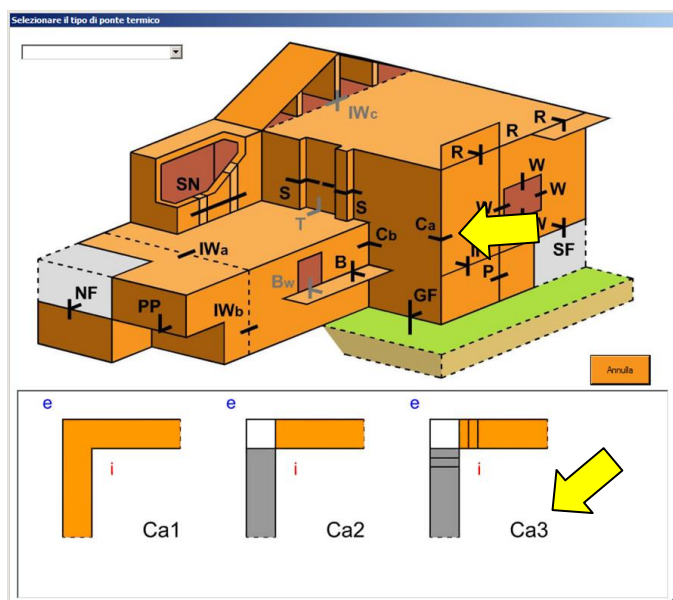 Selezionare il tipo di ponte termico
IWc
R
R
R
SN
W
W
W
W
S
S
T
Ca
Cb
IWa
SF
B
Bw
P
NF
PP
IWb
GF
Annulla
e
e
e
i
i
i
Ca1
Ca2
Ca3